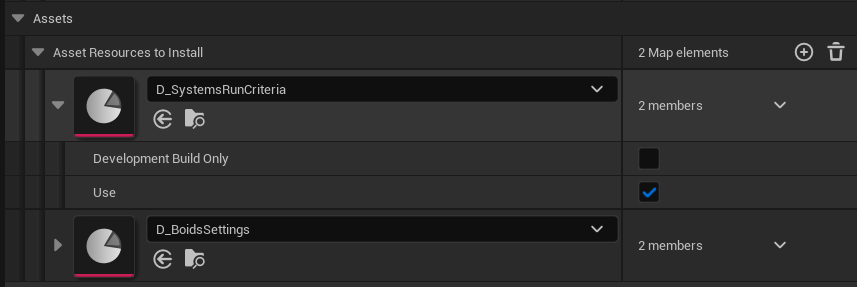 Assets
Asset Resources to Install 2 Map elements
D_SystemsRunCriteria 2 members
Development Build Only
Use
D_BoidsSettings 2 members